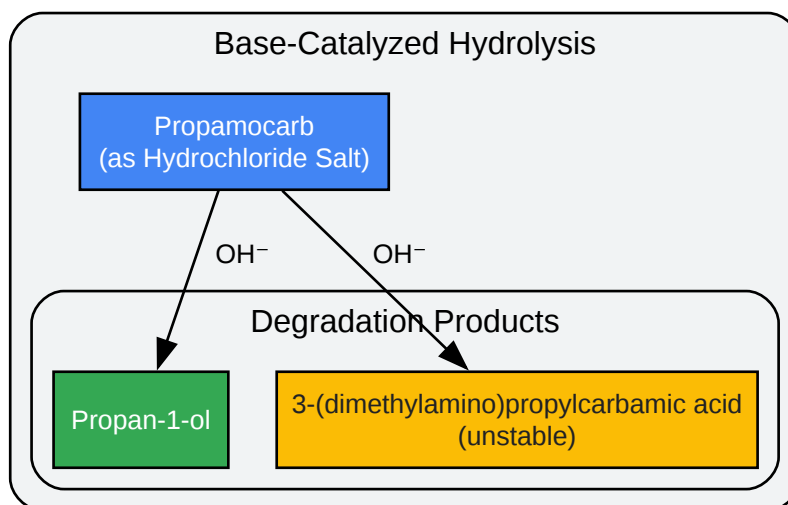 Base-Catalyzed Hydrolysis
Propamocarb
(as Hydrochloride Salt)
OH⁻
OH⁻
Degradation Products
Propan-1-ol
3-(dimethylamino)propylcarbamic acid
(unstable)